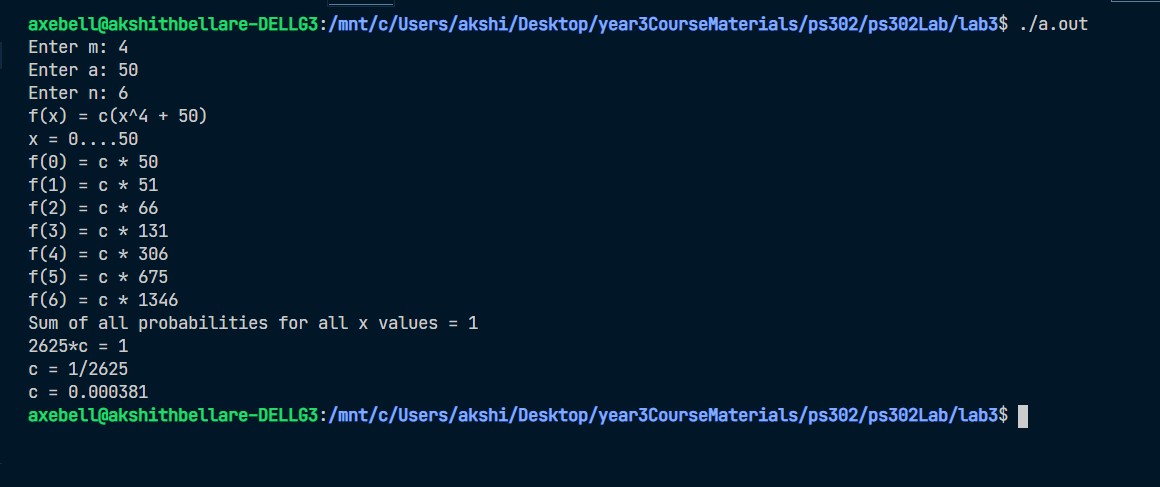 axebell@akshithbellare-DELLG3:/mnt/c/Users/akshi/Desktop/year3CourseMaterials/ps302/ps302Lab/lab3$ ./a.out
Enter m: 4
Enter a: 50
Enter n: 6
f(x) = c(x^4 + 50)
x = 0....50
f(0) = c * 50
f(1) = c * 51
f(2) = c * 66
f(3) = c * 131
f(4) = c * 306
f(5) = c * 675
f(6) = c * 1346
Sum of all probabilities for all x values = 1
2625*c = 1
c = 1/2625
c = 0.000381
axebell@akshithbellare-DELLG3:/mnt/c/Users/akshi/Desktop/year3CourseMaterials/ps302/ps302Lab/lab3$